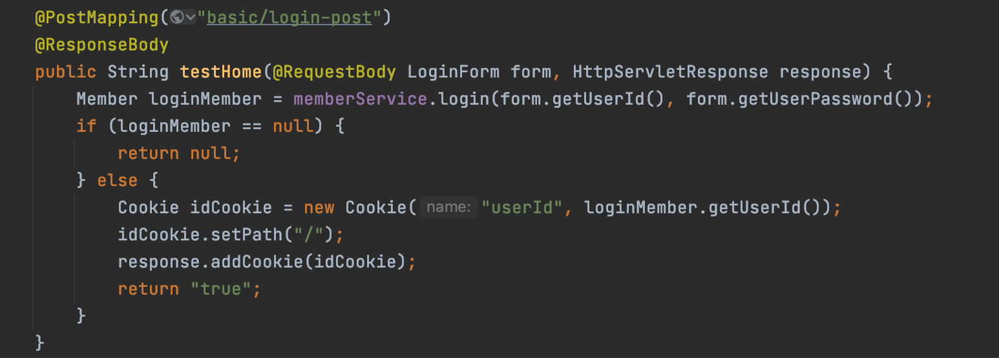 @PostMapping("basic/login-post")
@ResponseBody
public String testHome(@RequestBody LoginForm form, HttpServletResponse response) {
    Member loginMember = memberService.login(form.getUserId(), form.getUserPassword());
    if (loginMember == null) {
        return null;
    } else {
        Cookie idCookie = new Cookie( name: "userId", loginMember.getUserId());
        idCookie.setPath("/");
        response.addCookie(idCookie);
        return "true";
    }
}